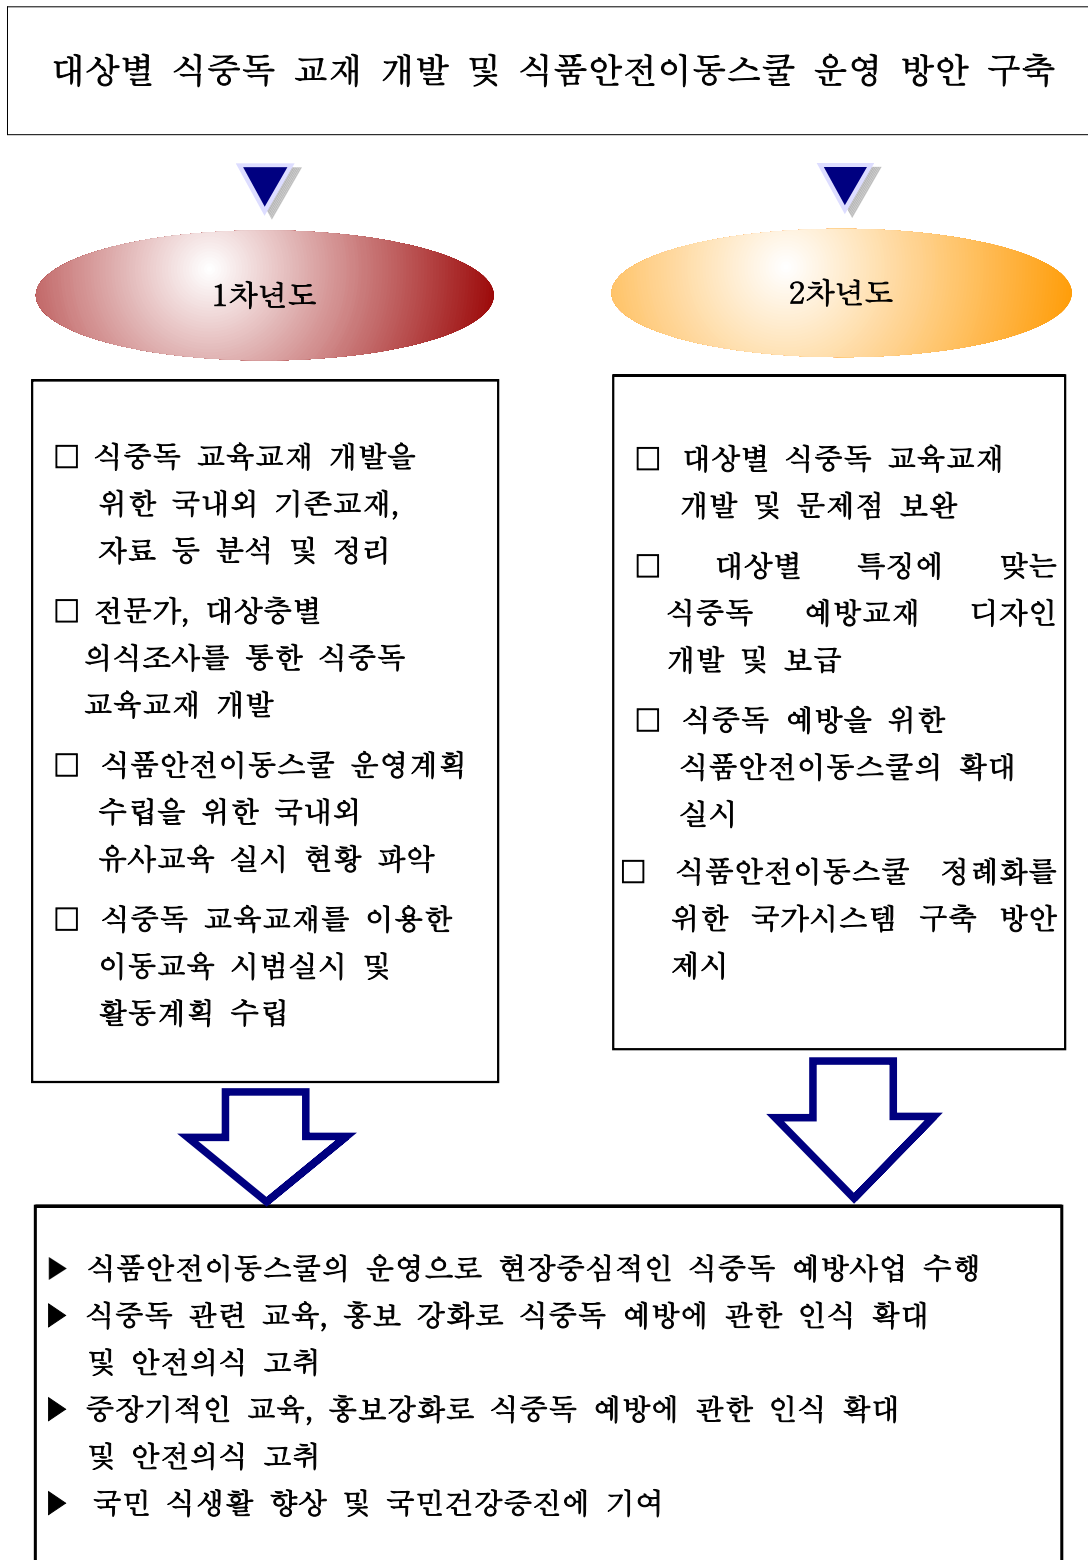 대상별 식중독 교재 개발 및 식품안전이동스쿨 운영 방안 구축
1차년도
□ 식중독 교육교재 개발을
위한 국내외 기존교재,
자료 등 분석 및 정리
□ 전문가, 대상층별
의식조사를 통한 식중독
교육교재 개발
□ 식품안전이동스쿨 운영계획
수립을 위한 국내외
유사교육 실시 현황 파악
□ 식중독 교육교재를 이용한
이동교육 시범실시 및
활동계획 수립
2차년도
□ 대상별 식중독 교육교재
개발 및 문제점 보완
□ 대상별 특징에 맞는
식중독 예방교재 디자인
개발 및 보급
□ 식중독 예방을 위한
식품안전이동스쿨의 확대
실시
□ 식품안전이동스쿨 정례화를
위한 국가시스템 구축 방안
제시
▶ 식품안전이동스쿨의 운영으로 현장중심적인 식중독 예방사업 수행
▶ 식중독 관련 교육, 홍보 강화로 식중독 예방에 관한 인식 확대
및 안전의식 고취
▶ 중장기적인 교육, 홍보강화로 식중독 예방에 관한 인식 확대
및 안전의식 고취
▶ 국민 식생활 향상 및 국민건강증진에 기여